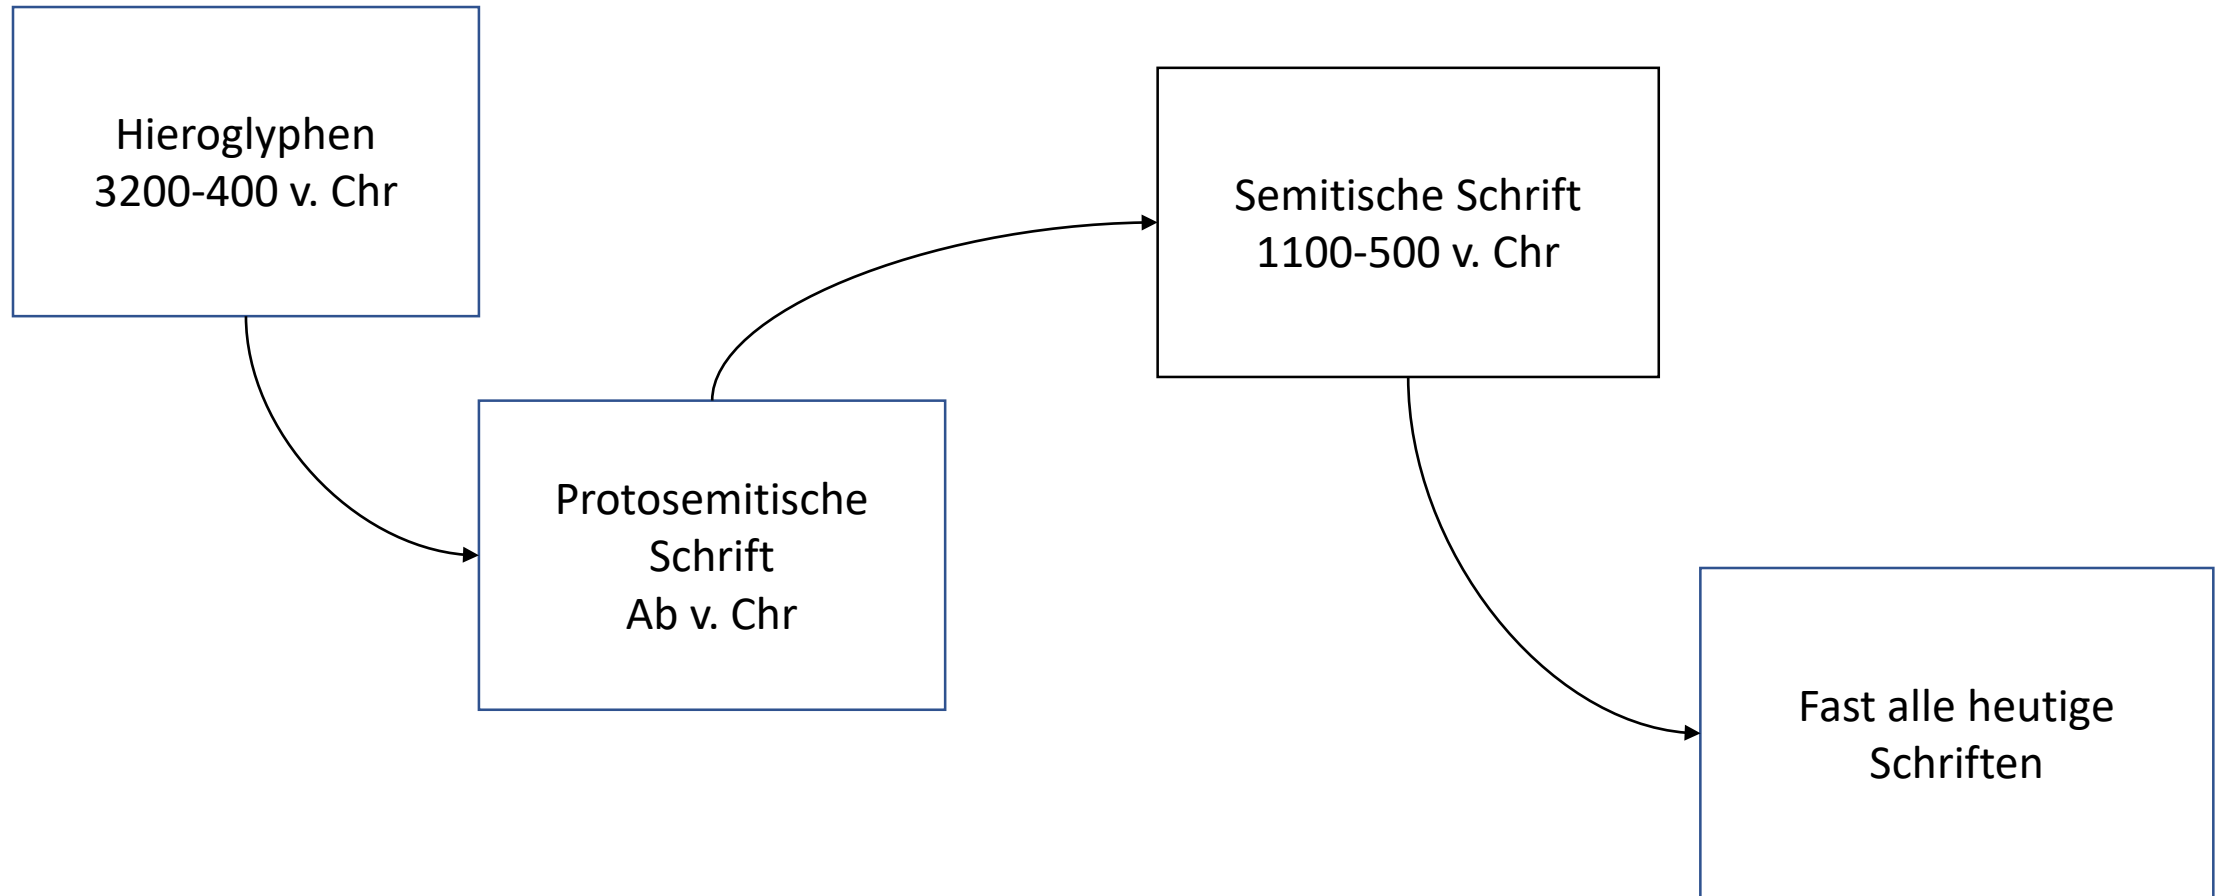 Hieroglyphen
3200-400 v. Chr
Protosemitische
Schrift
Ab v. Chr
Semitische Schrift
1100-500 v. Chr
Fast alle heutige
Schriften